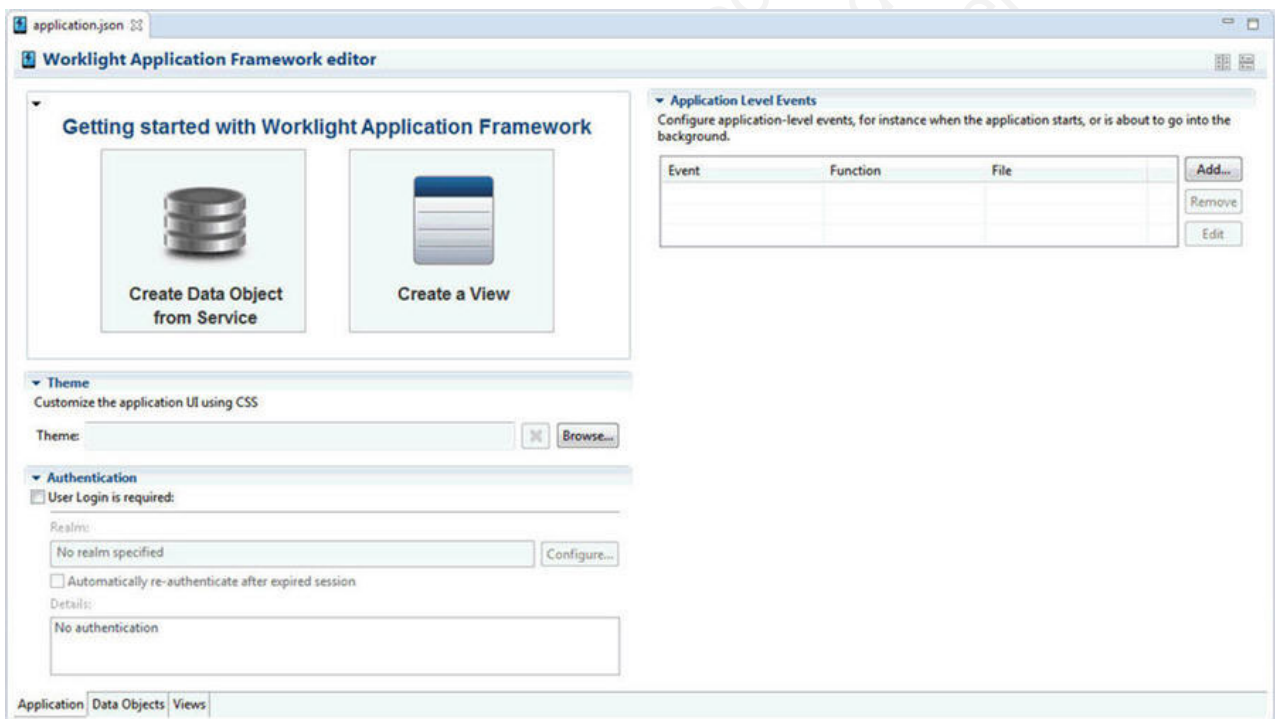 application.json
Worklight Application Framework editor
Getting started with Worklight Application Framework
Create Data Object
from Service
Create a View
Theme
Customize the application UI using CSS
Theme:
Browse...
Authentication
User Login is required:
Realm:
No realm specified
Configure...
Automatically re-authenticate after expired session
Details:
No authentication
Application Level Events
Configure application-level events, for instance when the application starts, or is about to go into the
background.
Event Function File
Add...
Remove
Edit
Application Data Objects Views